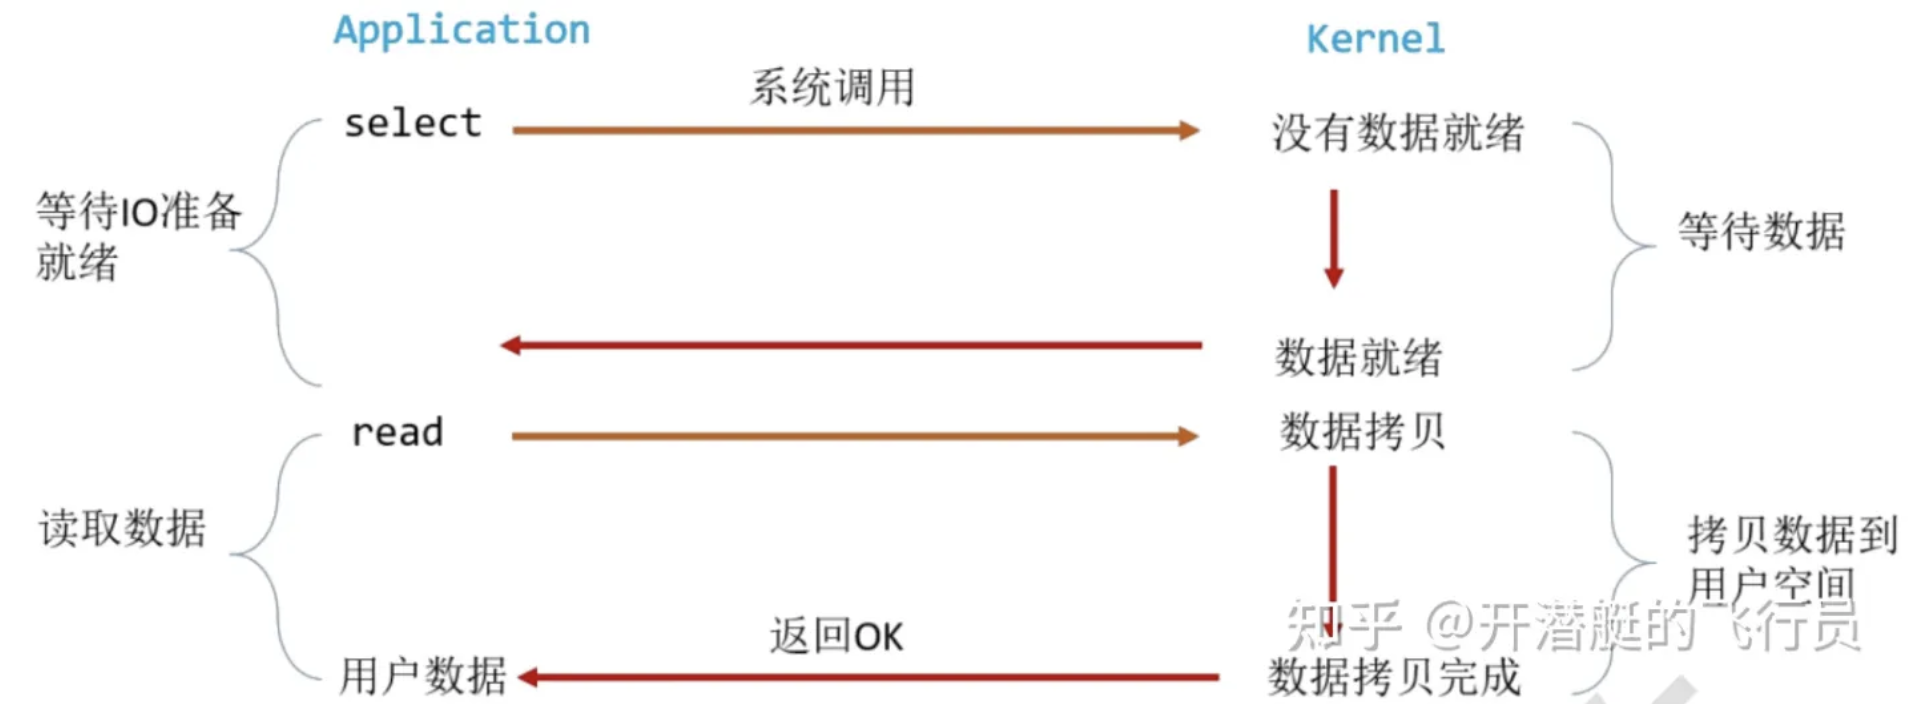 Application
Kernel
系统调用
select
没有数据就绪
等待IO准备
就绪
等待数据
数据就绪
read
数据拷贝
读取数据
拷贝数据到
用户空间
知乎 @开潜艇的飞行员
返回OK
用户数据
数据拷贝完成